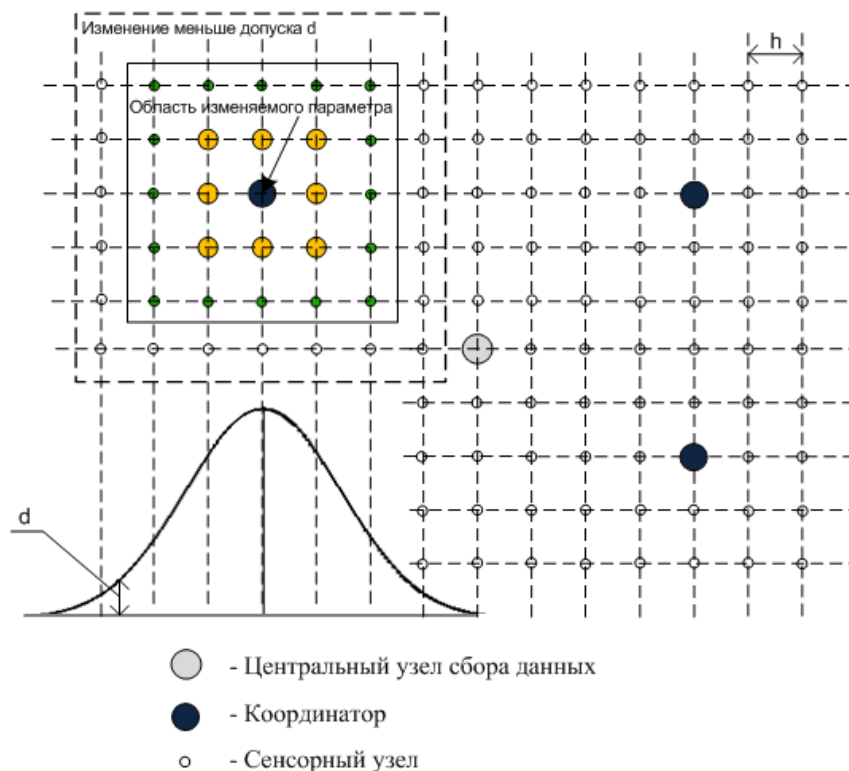 Изменение меньше допуска d
h
Область изменяемого параметра
d
- Центральный узел сбора данных
- Координатор
- Сенсорный узел